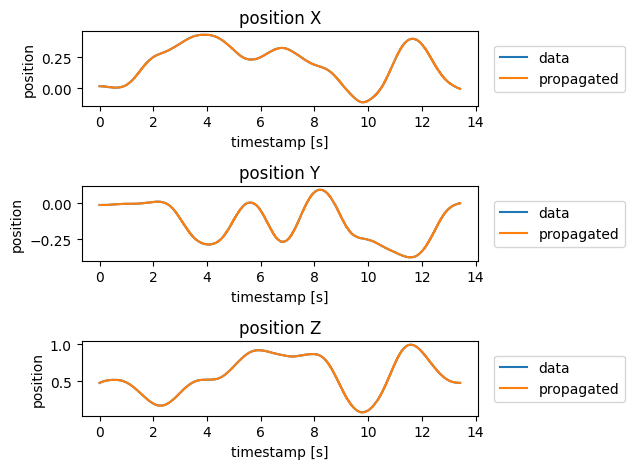 position X
position
0.25
0.00
0 2 4 6 8 10 12 14
timestamp [s]
data
propagated
position Y
position
0.00
−0.25
0 2 4 6 8 10 12 14
timestamp [s]
data
propagated
position Z
position
1.0
0.5
0 2 4 6 8 10 12 14
timestamp [s]
data
propagated